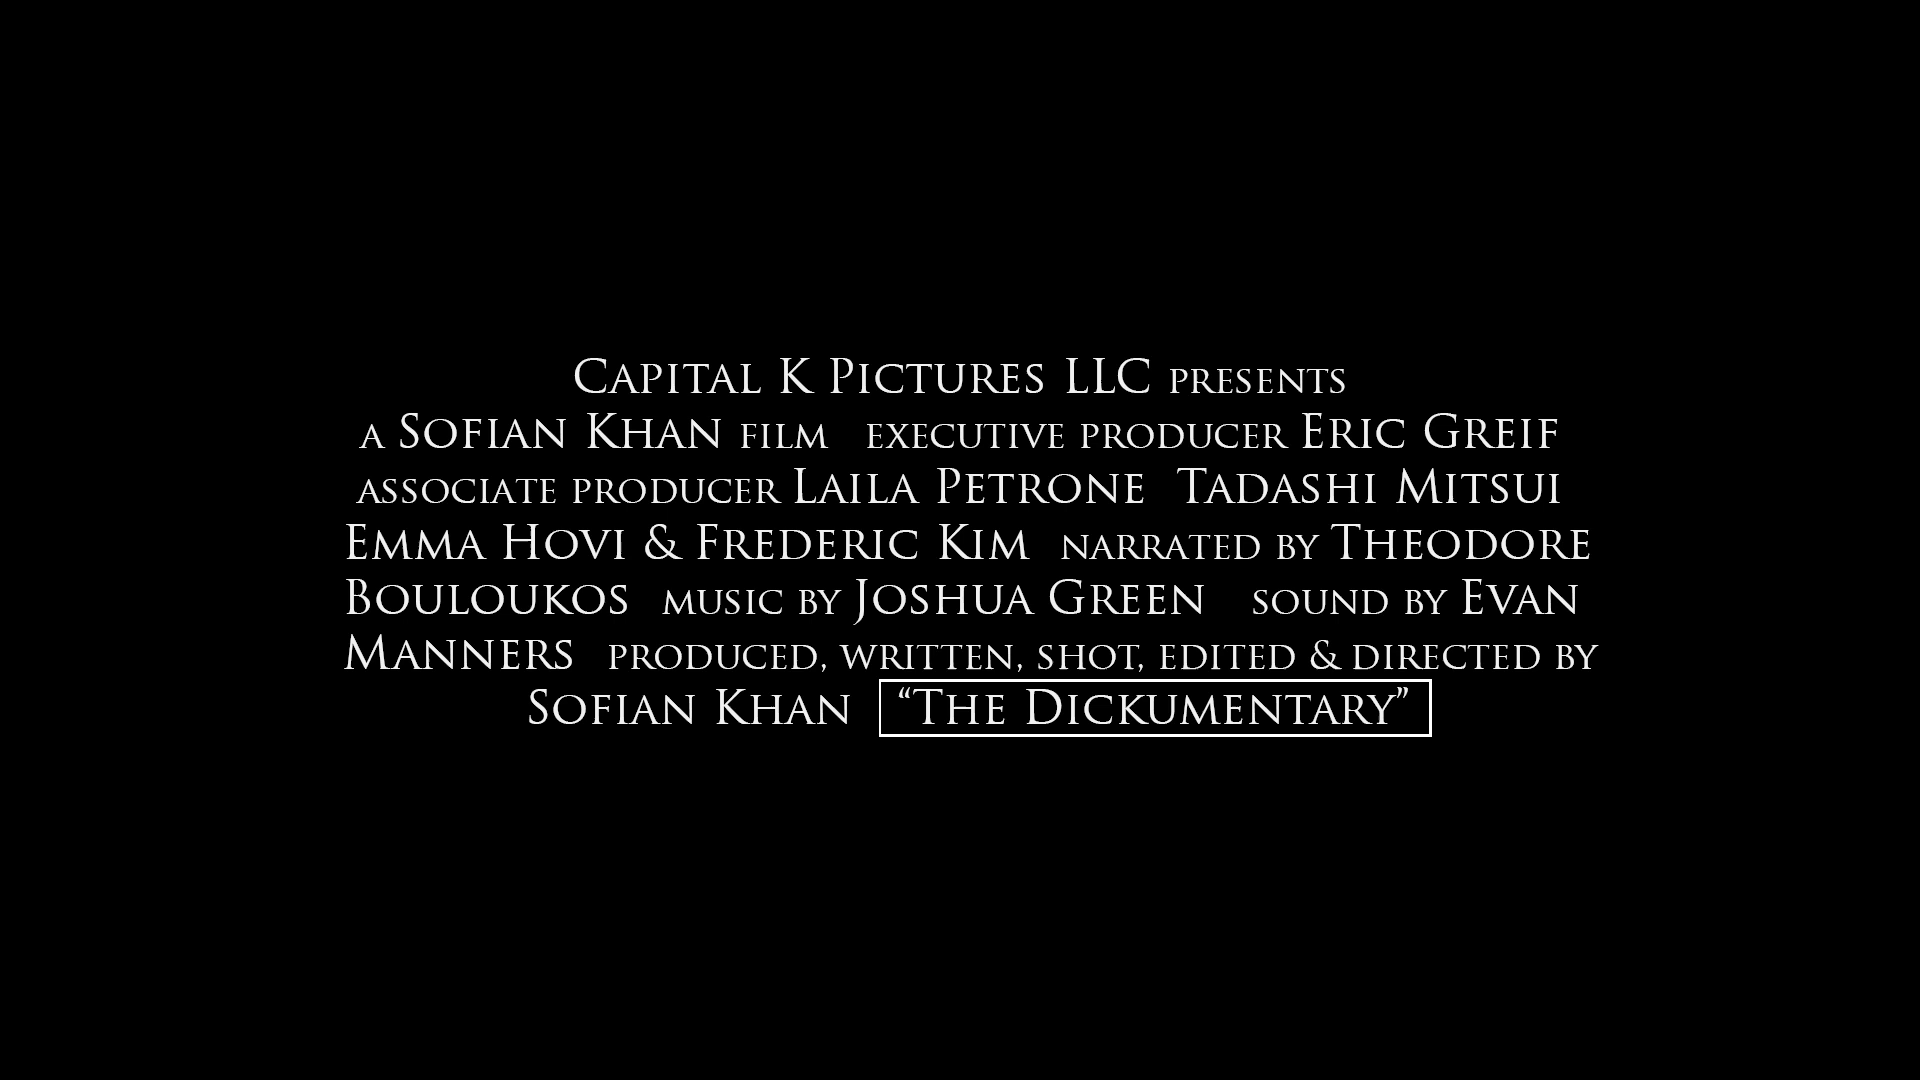 Capital K Pictures LLC presents
a Sofian Khan film executive producer Eric Greif
associate producer Laila Petrone Tadashi Mitsui
Emma Hovi & Frederic Kim narrated by Theodore
Bouloukos music by Joshua Green sound by Evan
Manners produced, written, shot, edited & directed by
Sofian Khan “The Dickumentary”